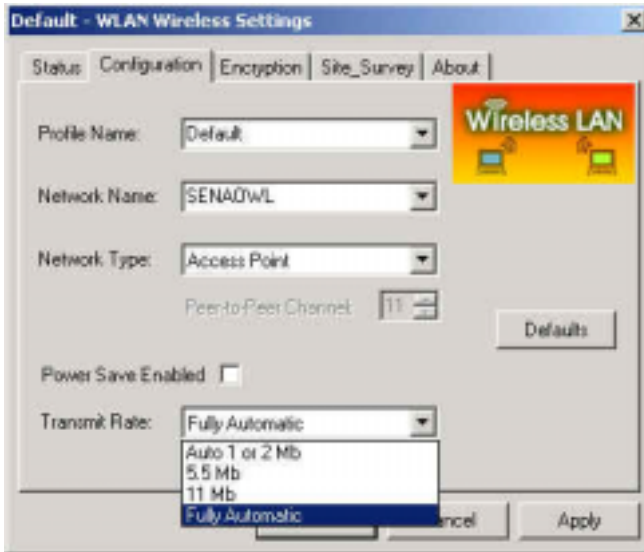 Default - WLAN Wireless Settings
Status Configuration Encryption Site_Survey About
Wireless LAN
Profile Name: Default
Network Name: SENAOWL
Network Type: Access Point
Peer-to-Peer Channel: 11
Defaults
Power Save Enabled
Transmit Rate: Fully Automatic
Auto 1 or 2 Mb
5.5 Mb
11 Mb
Fully Automatic
ncel Apply